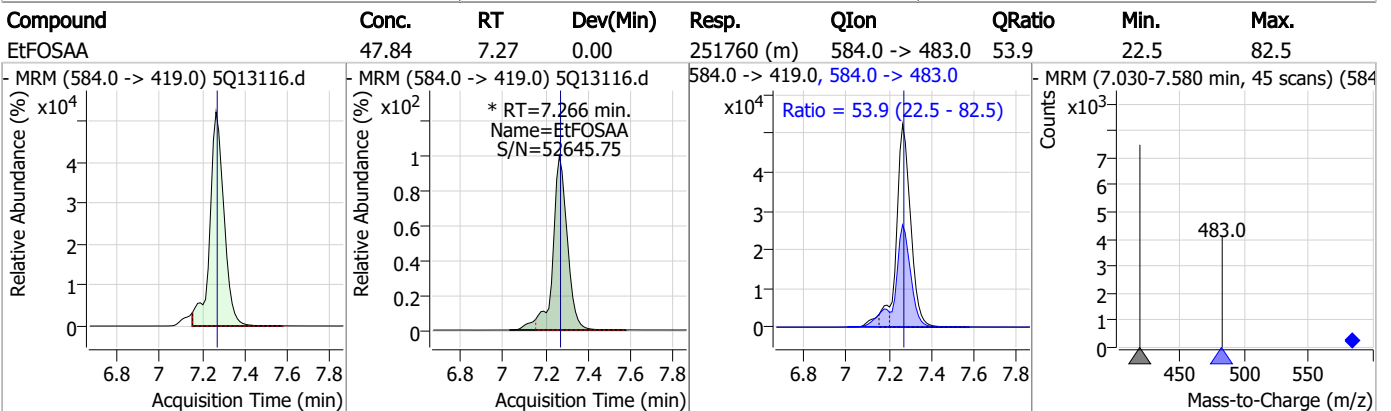 Compound Conc. RT Dev(Min) Resp. QIon QRatio Min. Max.
EtFOSAA 47.84 7.27 0.00 251760 (m) 584.0 -> 483.0 53.9 22.5 82.5
- MRM (584.0 -> 419.0) 5Q13116.d
x10⁴
Relative Abundance (%)
4
3
2
1
0
6.8 7 7.2 7.4 7.6 7.8
Acquisition Time (min)
- MRM (584.0 -> 419.0) 5Q13116.d
x10²
* RT=7.266 min.
Name=EtFOSAA
S/N=52645.75
Relative Abundance (%)
1
0.8
0.6
0.4
0.2
0
6.8 7 7.2 7.4 7.6 7.8
Acquisition Time (min)
584.0 -> 419.0, 584.0 -> 483.0
x10⁴
Ratio = 53.9 (22.5 - 82.5)
4
3
2
1
0
6.8 7 7.2 7.4 7.6 7.8
Acquisition Time (min)
- MRM (7.030-7.580 min, 45 scans) (584
x10³
Counts
7
6
5
4
3
2
1
0
483.0
450 500 550
Mass-to-Charge (m/z)